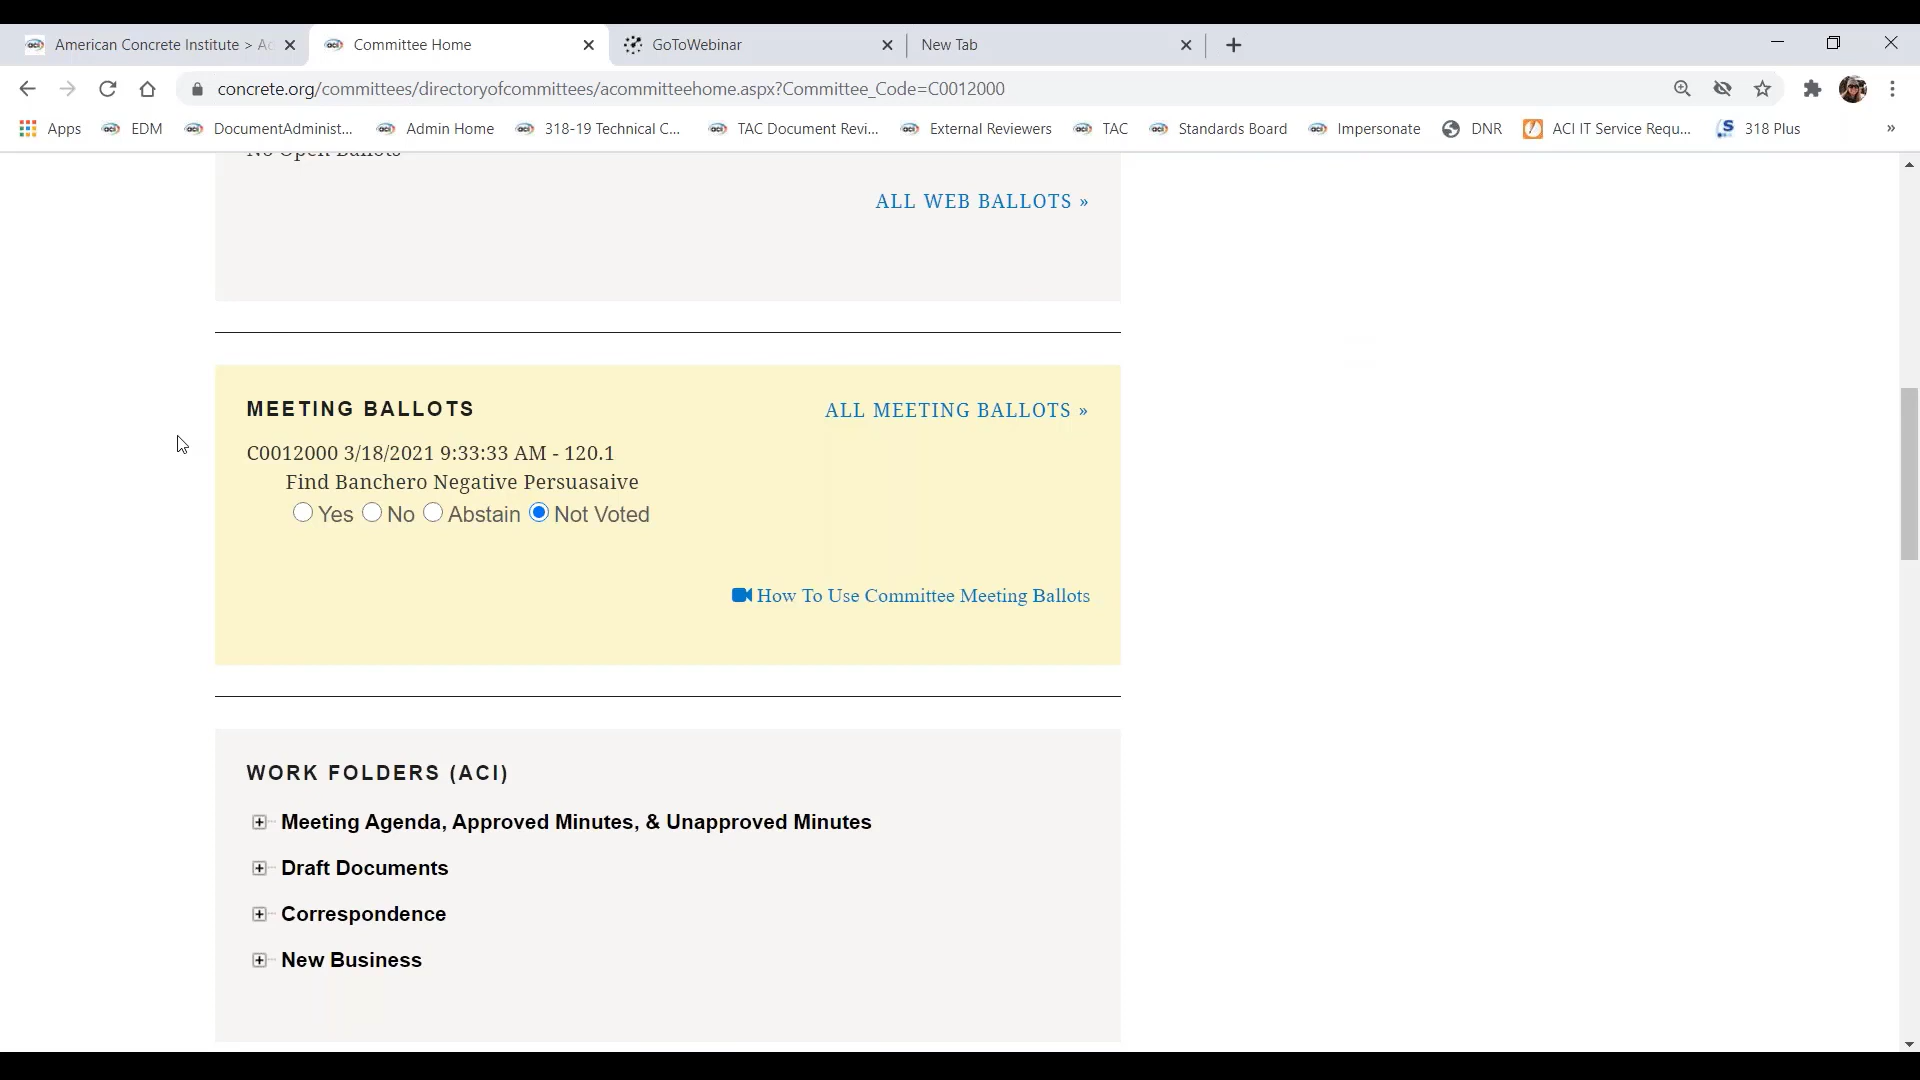 American Concrete Institute > Ac
Committee Home
GoToWebinar
New Tab
concrete.org/committees/directoryofcommittees/acommitteehome.aspx?Committee_Code=C0012000
Apps
EDM
DocumentAdminist...
Admin Home
318-19 Technical C...
TAC Document Revi...
External Reviewers
TAC
Standards Board
Impersonate
DNR
ACI IT Service Requ...
318 Plus
»
No Open Ballots
ALL WEB BALLOTS »
MEETING BALLOTS
ALL MEETING BALLOTS »
C0012000 3/18/2021 9:33:33 AM - 120.1
Find Banchero Negative Persuasaive
Yes No Abstain Not Voted
How To Use Committee Meeting Ballots
WORK FOLDERS (ACI)
Meeting Agenda, Approved Minutes, & Unapproved Minutes
Draft Documents
Correspondence
New Business